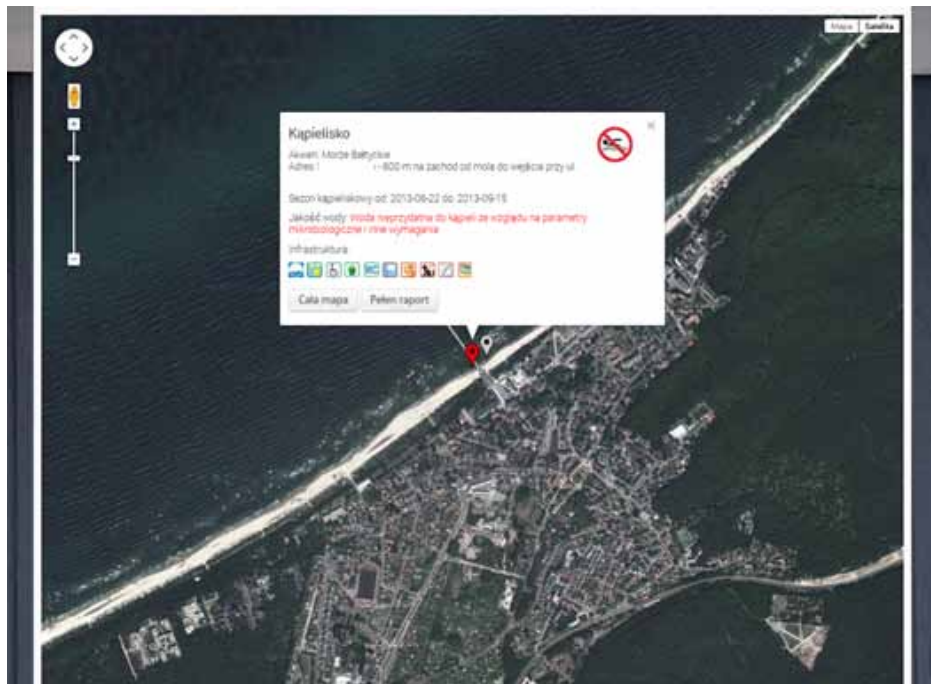 Mapa Satelita
Kąpielisko
Akwen: Morze Bałtyckie
Adres : - 600 m na zachód od mola do wejścia przy ul
Sezon kąpieliskowy od: 2013-06-22 do: 2013-09-15
Jakość wody: Woda nieprzydatna do kąpieli ze względu na parametry
mikrobiologiczne i inne wymagania
Infrastruktura
Cała mapa Pełen raport